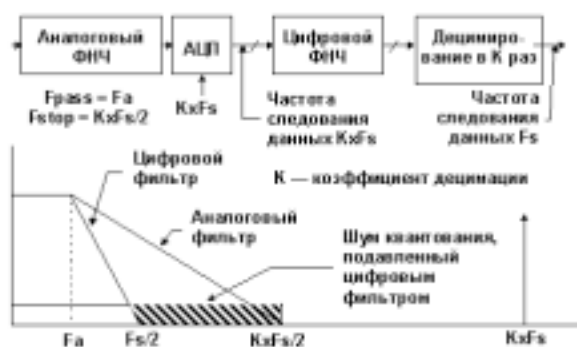 Аналоговый
ФНЧ
АЦП
Цифровой
ФНЧ
Децимиро-
вание в К раз
Fpass = Fa
Fstop = KxFs/2
KxFs
Частота
следования
данных KxFs
Частота
следования
данных Fs
Цифровой
фильтр
К — коэффициент децимации
Аналоговый
фильтр
Шум квантования,
подавленный
цифровым
фильтром
Fa
Fs/2
KxFs/2
KxFs